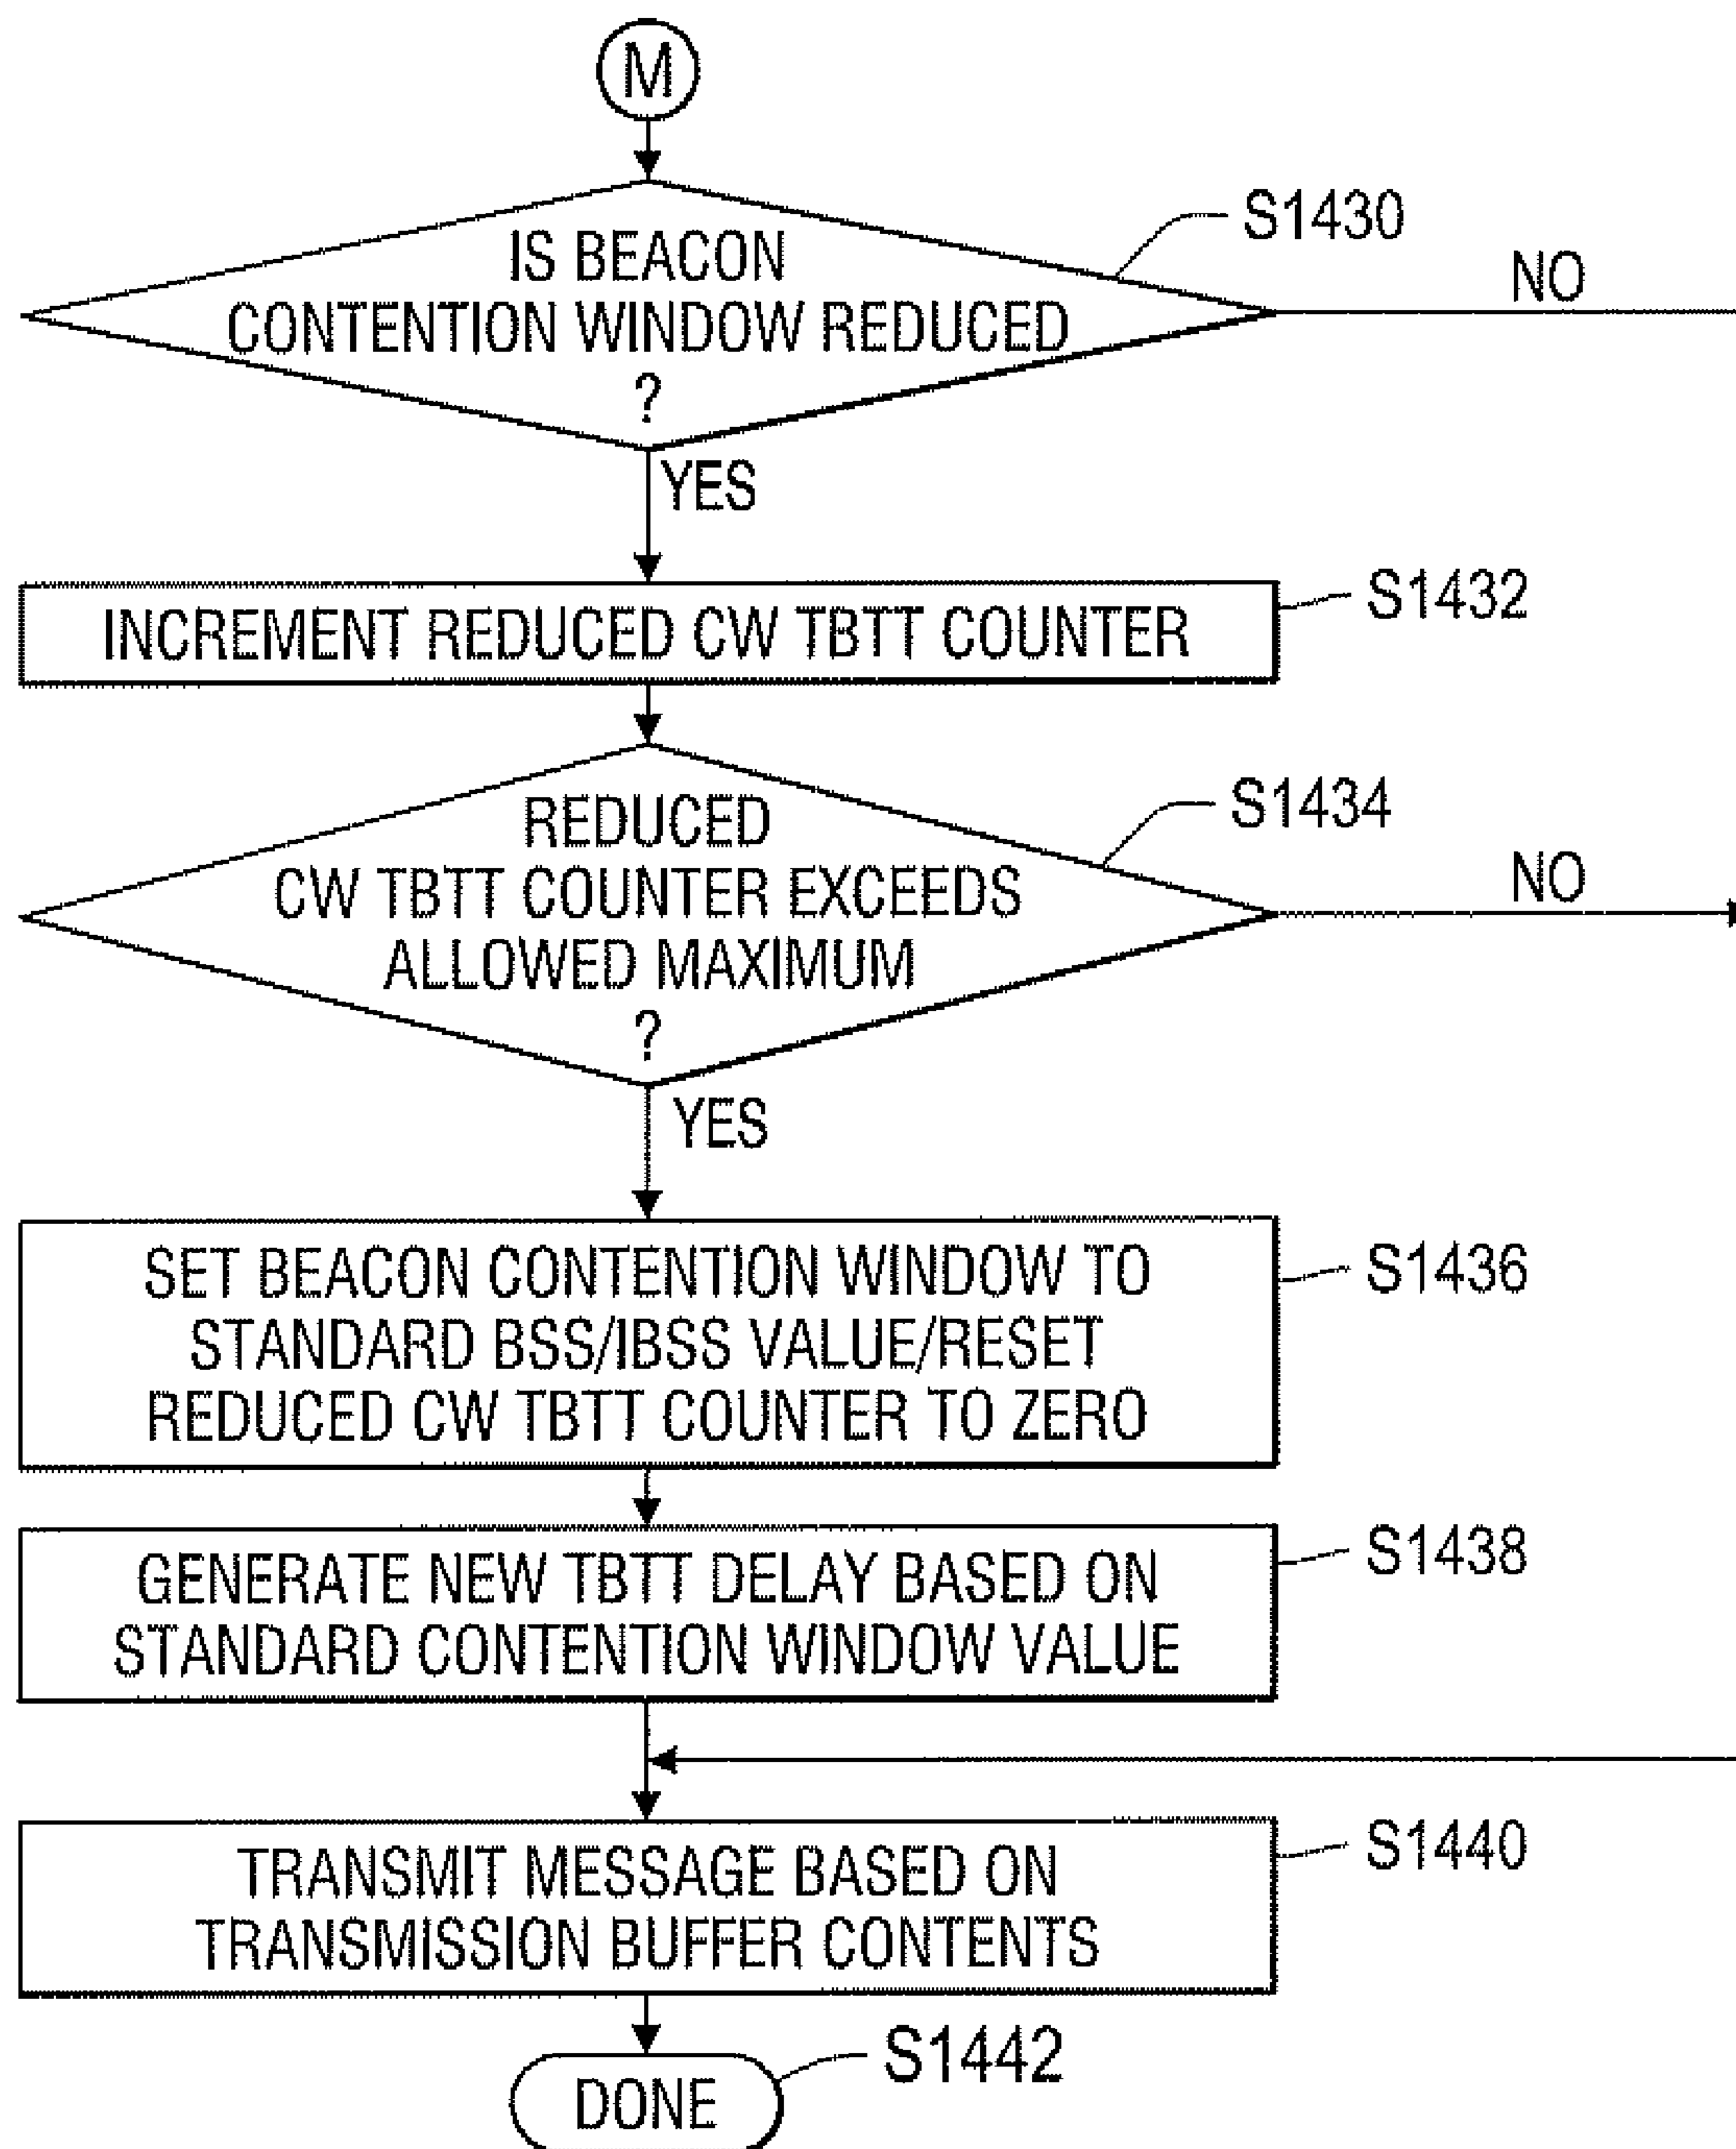 M
IS BEACON
CONTENTION WINDOW REDUCED
?
S1430
NO
YES
INCREMENT REDUCED CW TBTT COUNTER
S1432
REDUCED
CW TBTT COUNTER EXCEEDS
ALLOWED MAXIMUM
?
S1434
NO
YES
SET BEACON CONTENTION WINDOW TO
STANDARD BSS/IBSS VALUE/RESET
REDUCED CW TBTT COUNTER TO ZERO
S1436
GENERATE NEW TBTT DELAY BASED ON
STANDARD CONTENTION WINDOW VALUE
S1438
TRANSMIT MESSAGE BASED ON
TRANSMISSION BUFFER CONTENTS
S1440
DONE
S1442